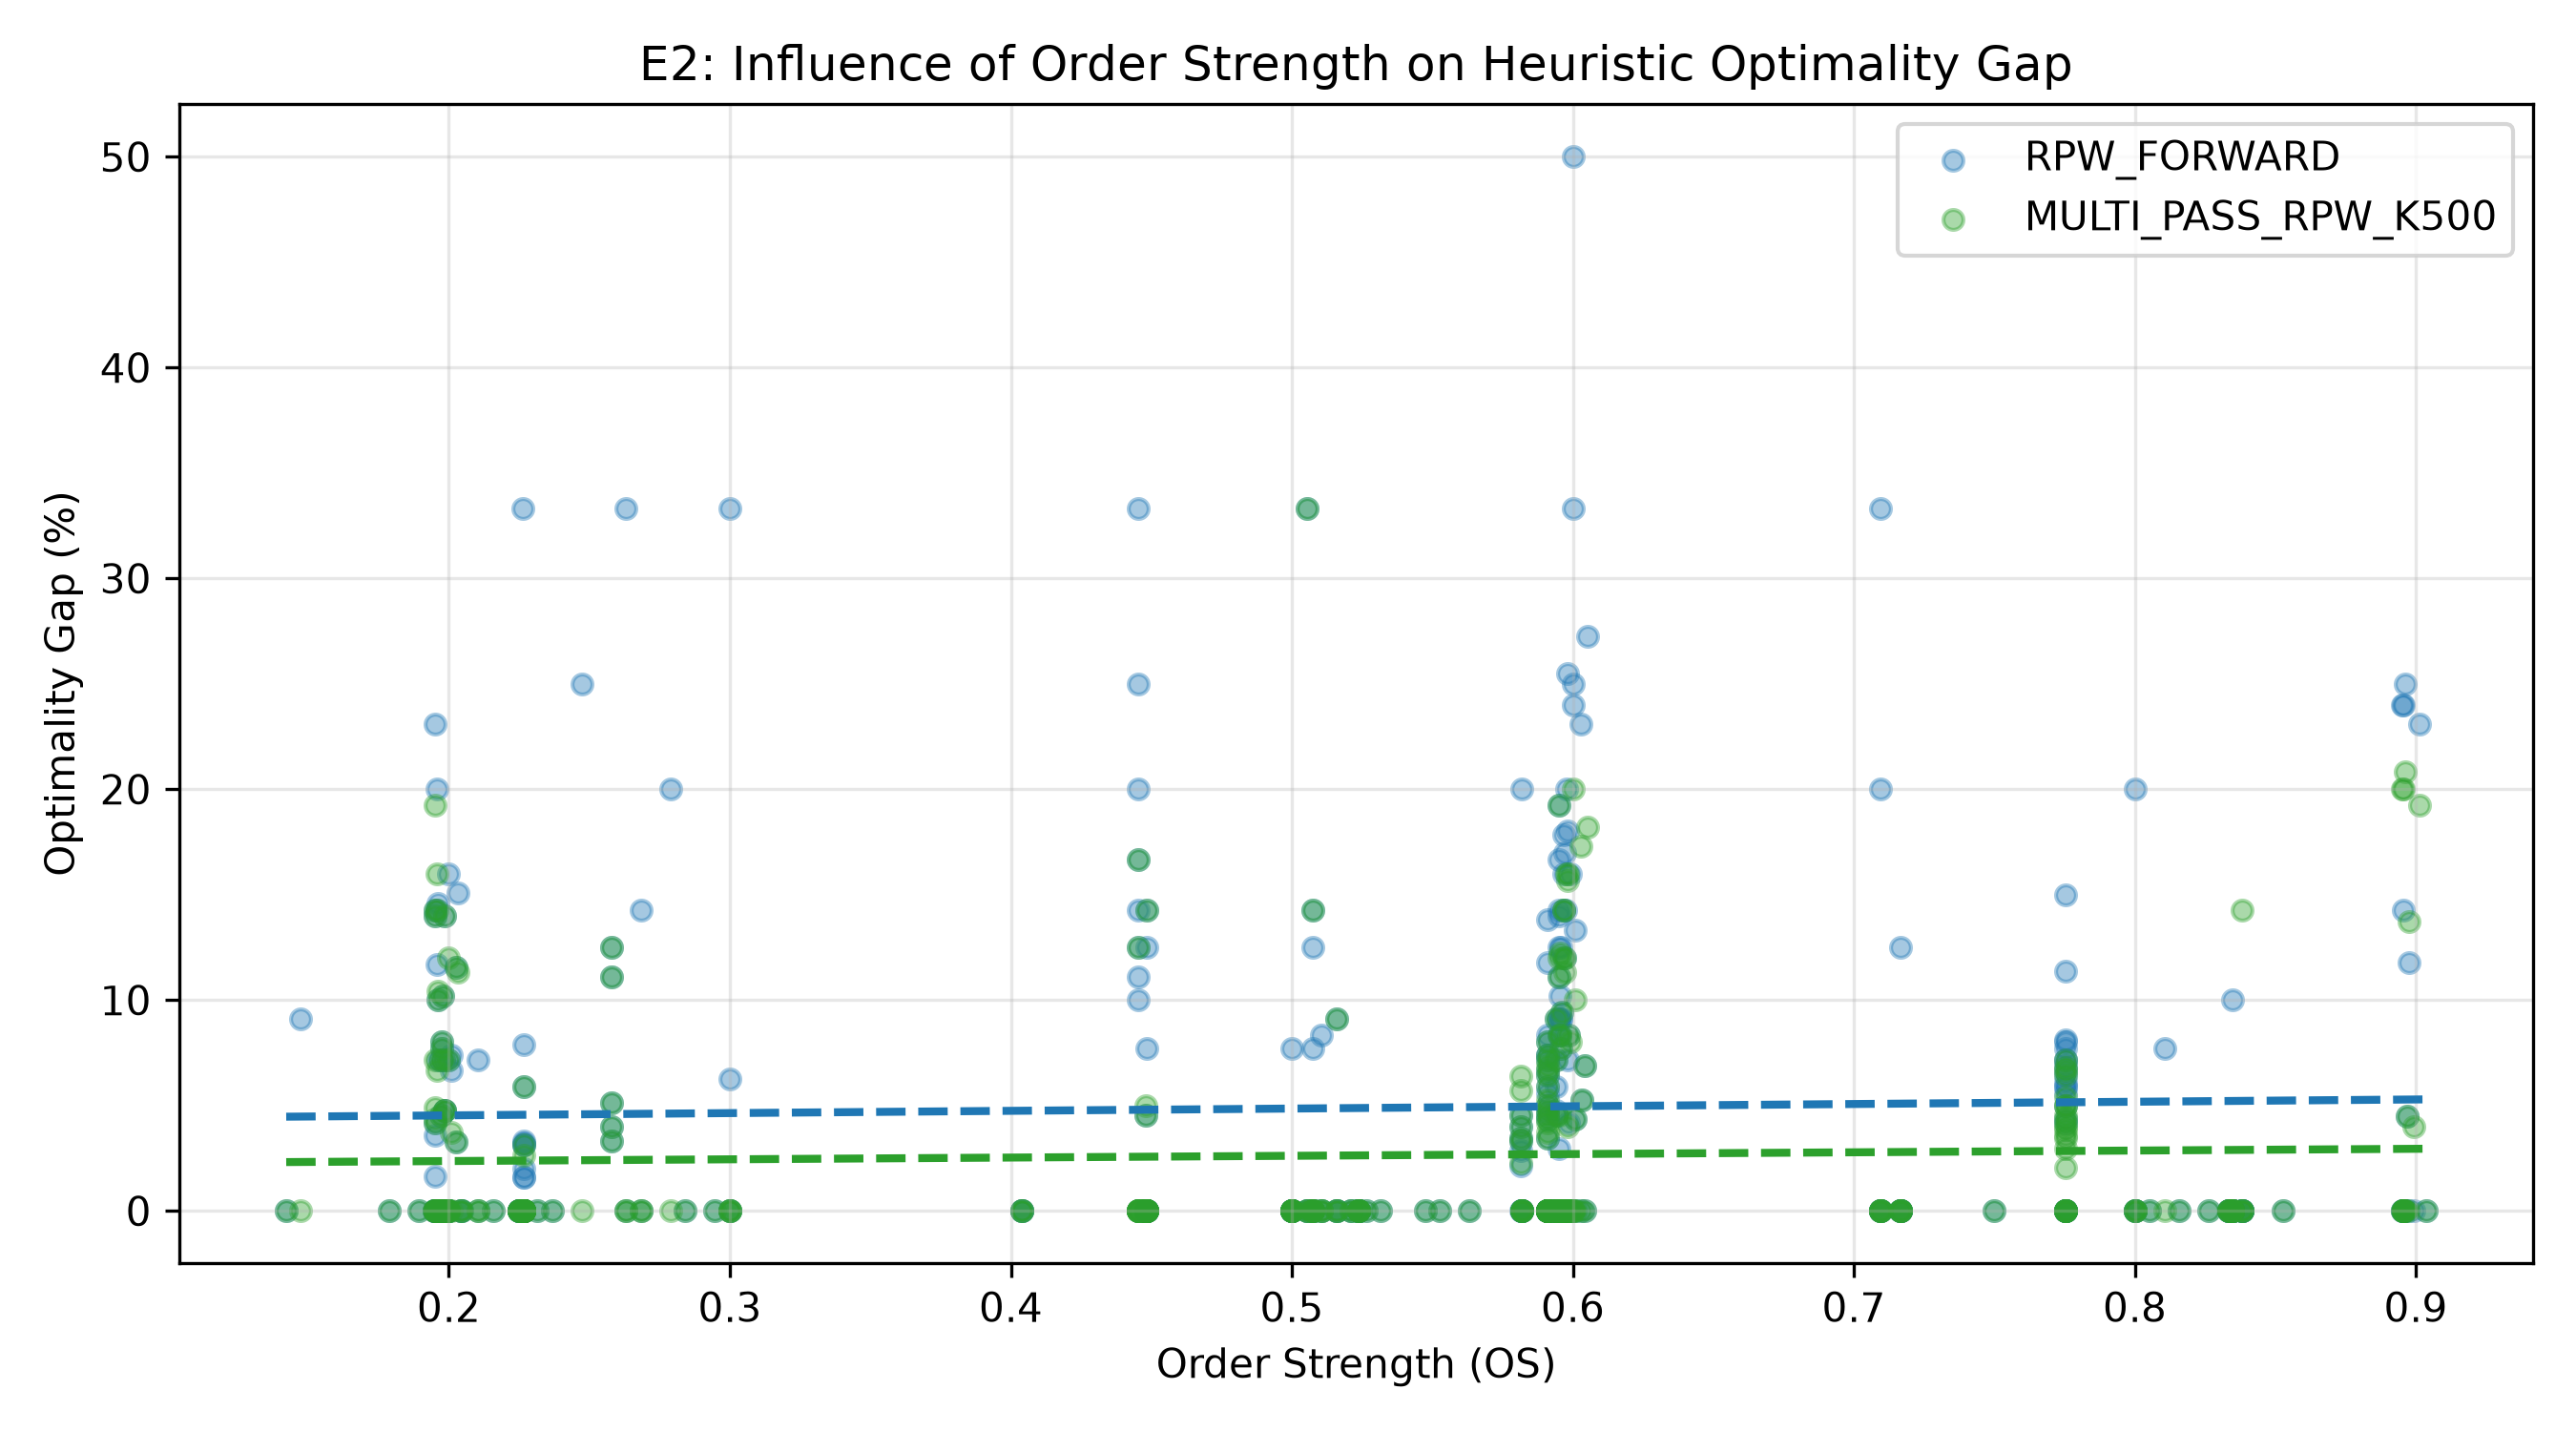 E2: Influence of Order Strength on Heuristic Optimality Gap
RPW_FORWARD
MULTI_PASS_RPW_K500
Optimality Gap (%)
50
40
30
20
10
0
0.2 0.3 0.4 0.5 0.6 0.7 0.8 0.9
Order Strength (OS)